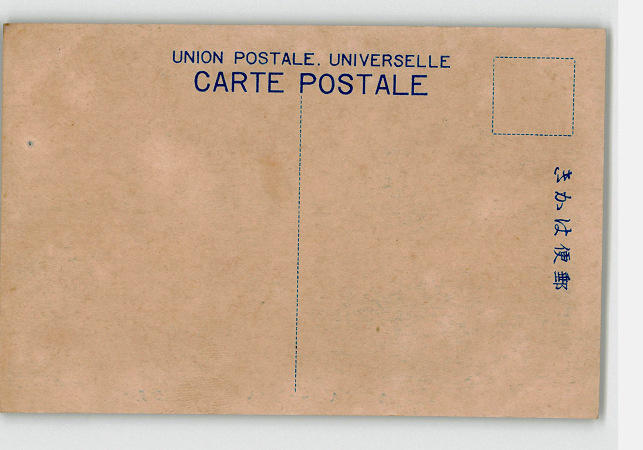 UNION POSTALE. UNIVERSELLE
CARTE POSTALE
郵便はかき